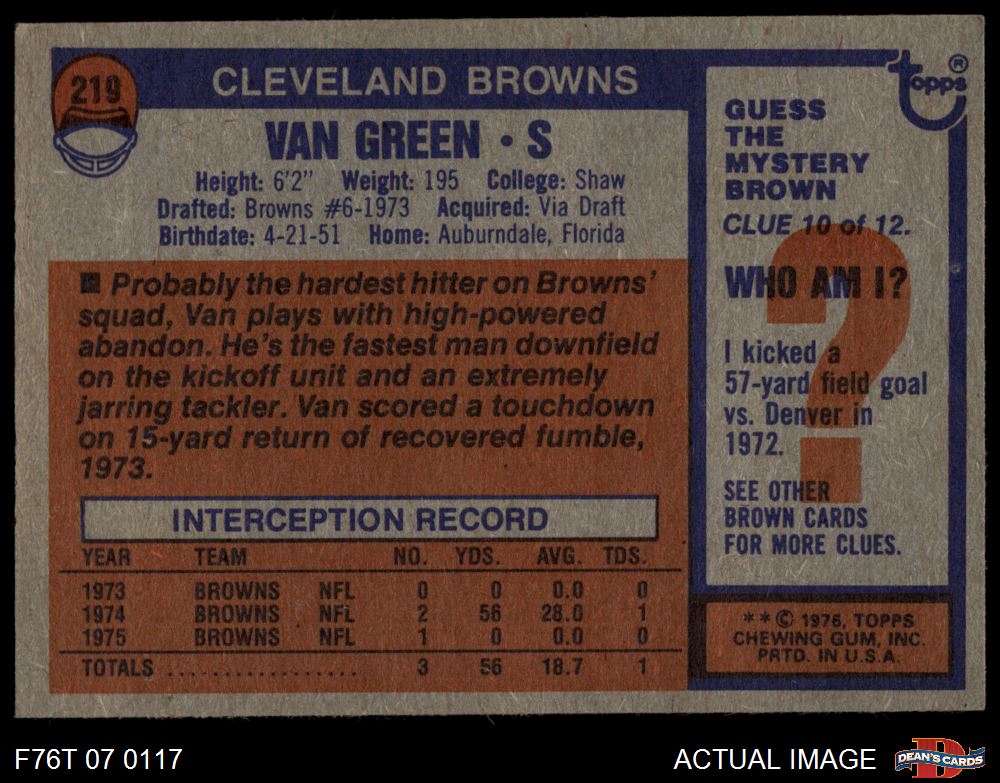 219
CLEVELAND BROWNS
VAN GREEN • S
Height: 6'2" Weight: 195 College: Shaw
Drafted: Browns #6-1973 Acquired: Via Draft
Birthdate: 4-21-51 Home: Auburndale, Florida
Probably the hardest hitter on Browns'
squad, Van plays with high-powered
abandon. He's the fastest man downfield
on the kickoff unit and an extremely
jarring tackler. Van scored a touchdown
on 15-yard return of recovered fumble,
1973.
INTERCEPTION RECORD
YEAR TEAM NO. YDS. AVG. TDS.
1973 BROWNS NFL 0 0 0.0 0
1974 BROWNS NFL 2 56 28.0 1
1975 BROWNS NFL 1 0 0.0 0
TOTALS .................. 3 56 18.7 1
topps®
GUESS
THE
MYSTERY
BROWN
CLUE 10 of 12.
WHO AM I?
?
I kicked a
57-yard field goal
vs. Denver in
1972.
SEE OTHER
BROWN CARDS
FOR MORE CLUES.
**© 1976, TOPPS
CHEWING GUM, INC.
PRTD. IN U.S.A.
F76T 07 0117
ACTUAL IMAGE
D
DEAN'S CARDS